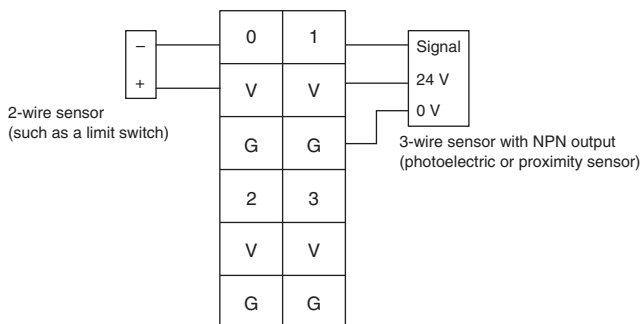 –
+
2-wire sensor
(such as a limit switch)
0 1
V V
G G
2 3
V V
G G
Signal
24 V
0 V
3-wire sensor with NPN output
(photoelectric or proximity sensor)